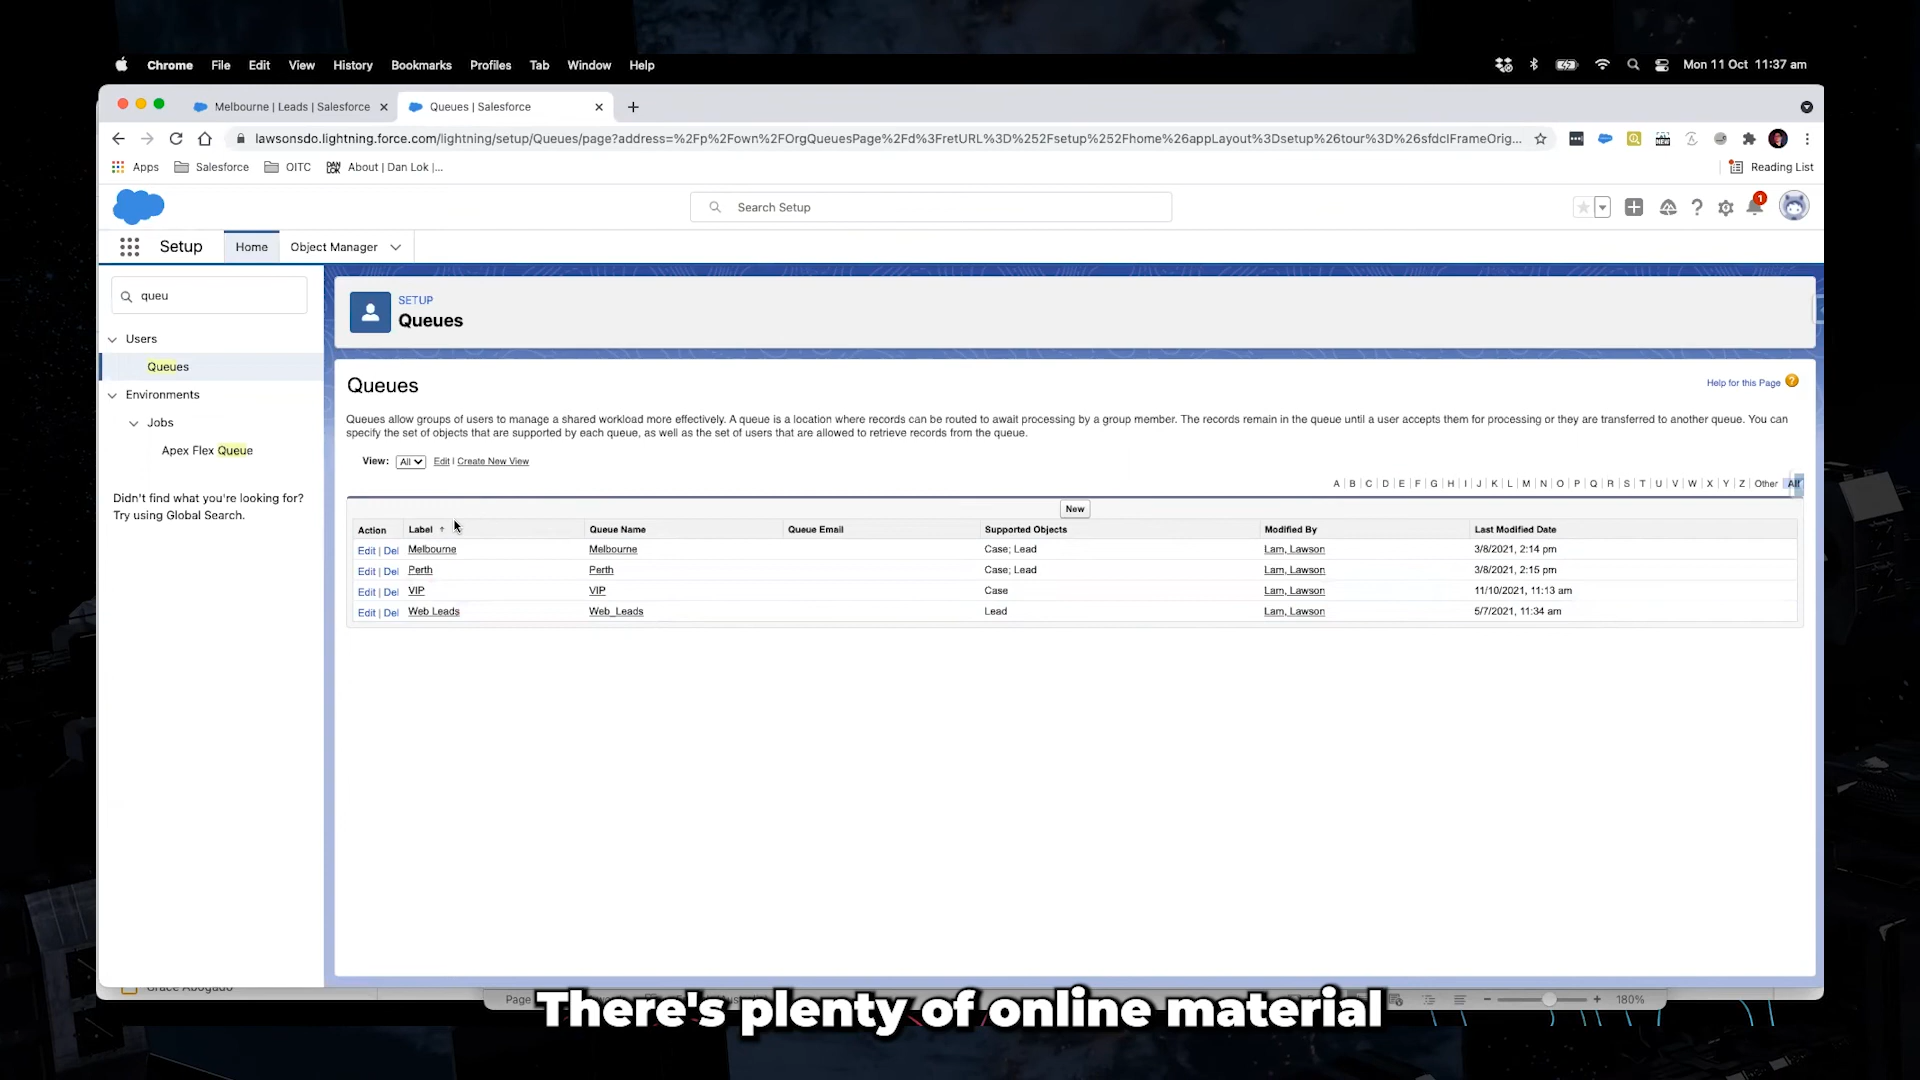 Chrome File Edit View History Bookmarks Profiles Tab Window Help Mon 11 Oct 11:37 am
Melbourne | Leads | Salesforce Queues | Salesforce
lawsonsdo.lightning.force.com/lightning/setup/Queues/page?address=%2Fp%2Fown%2FOrgQueuesPage%2Fd%3FretURL%3D%252Fsetup%252Fhome%26appLayout%3Dsetup%26tour%3D%26sfdcIFrameOrig...
Apps Salesforce OITC About | Dan Lok |... Reading List
Search Setup
1
Setup Home Object Manager
queu
Users
Queues
Environments
Jobs
Apex Flex Queue
Didn't find what you're looking for?
Try using Global Search.
SETUP
Queues
Queues
Help for this Page
Queues allow groups of users to manage a shared workload more effectively. A queue is a location where records can be routed to await processing by a group member. The records remain in the queue until a user accepts them for processing or they are transferred to another queue. You can
specify the set of objects that are supported by each queue, as well as the set of users that are allowed to retrieve records from the queue.
View: All Edit | Create New View
A | B | C | D | E | F | G | H | I | J | K | L | M | N | O | P | Q | R | S | T | U | V | W | X | Y | Z | Other All
New
Action Label Queue Name Queue Email Supported Objects Modified By Last Modified Date
Edit | Del Melbourne Melbourne Case; Lead Lam, Lawson 3/8/2021, 2:14 pm
Edit | Del Perth Perth Case; Lead Lam, Lawson 3/8/2021, 2:15 pm
Edit | Del VIP VIP Case Lam, Lawson 11/10/2021, 11:13 am
Edit | Del Web Leads Web_Leads Lead Lam, Lawson 5/7/2021, 11:34 am
Page 180%
There's plenty of online material